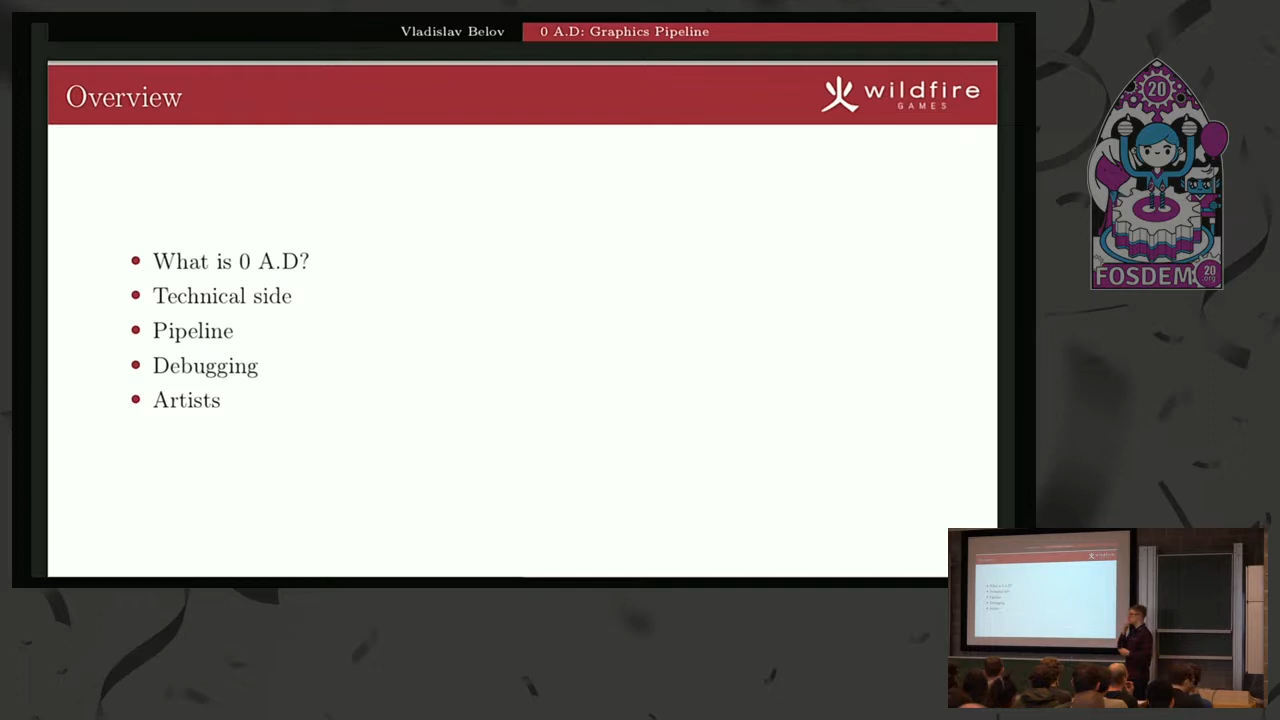 Vladislav Belov
0 A.D: Graphics Pipeline
Overview
wildfire
GAMES
What is 0 A.D?
Technical side
Pipeline
Debugging
Artists
20
FOSDEM
20
.org